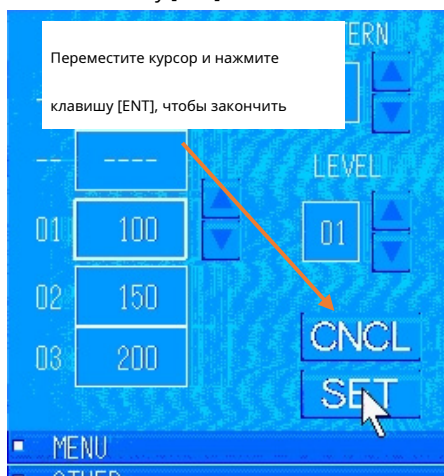 ERN
Переместите курсор и нажмите
клавишу [ENT], чтобы закончить
-- ----
LEVEL
01 100
01
02 150
CNCL
03 200
SET
MENU
OTHER